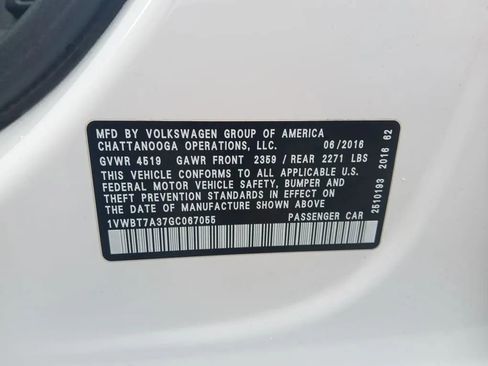 MFD BY VOLKSWAGEN GROUP OF AMERICA
CHATTANOOGA OPERATIONS, LLC. 06/2016
GVWR 4519 GAWR FRONT 2359 / REAR 2271 LBS
THIS VEHICLE CONFORMS TO ALL APPLICABLE U.S.
FEDERAL MOTOR VEHICLE SAFETY, BUMPER AND
THEFT PREVENTION STANDARDS IN EFFECT ON
THE DATE OF MANUFACTURE SHOWN ABOVE.
1VWBT7A37GC067055 PASSENGER CAR
2510193 2016 62